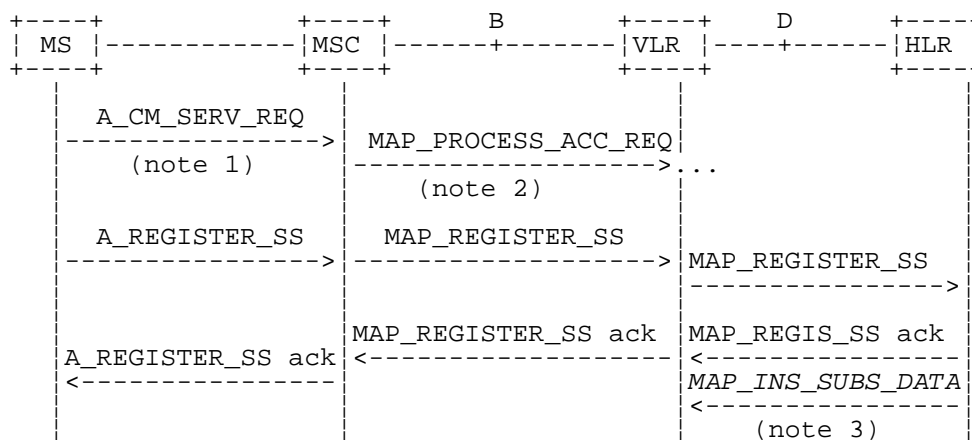 B D
MS MSC VLR HLR
A_CM_SERV_REQ
MAP_PROCESS_ACC_REQ
(note 1)
...
(note 2)
A_REGISTER_SS MAP_REGISTER_SS
MAP_REGISTER_SS
MAP_REGISTER_SS ack MAP_REGIS_SS ack
A_REGISTER_SS ack
MAP_INS_SUBS_DATA
(note 3)